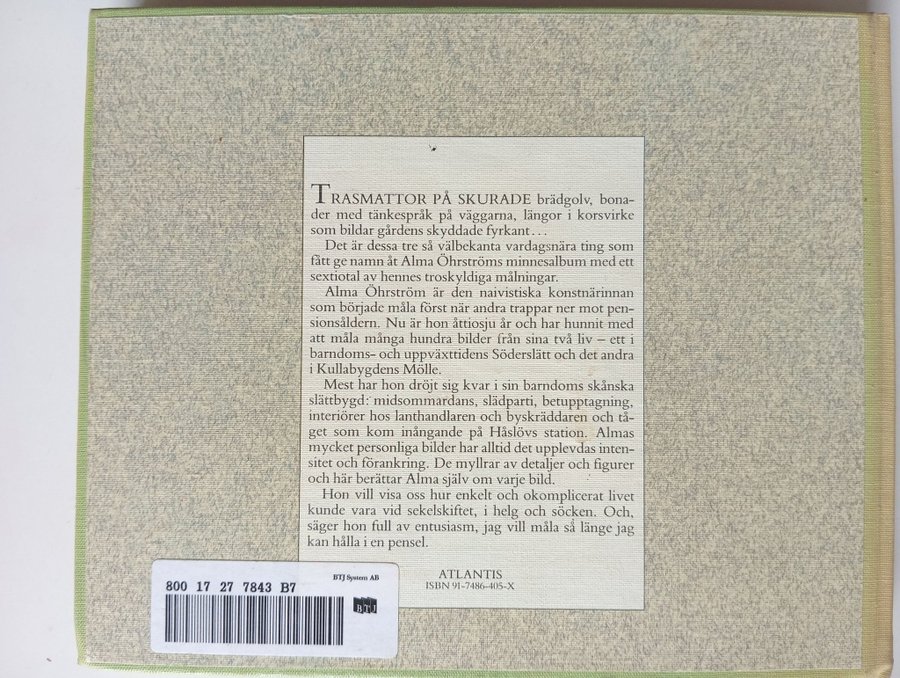 TRASMATTOR PÅ SKURADE brädgolv, bona-
der med tänkespråk på väggarna, längor i korsvirke
som bildar gårdens skyddade fyrkant...
Det är dessa tre så välbekanta vardagsnära ting som
fått ge namn åt Alma Öhrströms minnesalbum med ett
sextiotal av hennes troskyldiga målningar.
Alma Öhrström är den naivistiska konstnärinnan
som började måla först när andra trappar ner mot pen-
sionsåldern. Nu är hon åttiosju år och har hunnit med
att måla många hundra bilder från sina två liv – ett i
barndoms- och uppväxttidens Söderslätt och det andra
i Kullabygdens Mölle.
Mest har hon dröjt sig kvar i sin barndoms skånska
slättbygd: midsommardans, slädparti, betupptagning,
interiörer hos lanthandlaren och byskräddaren och tå-
get som kom inångande på Håslövs station. Almas
mycket personliga bilder har alltid det upplevdas inten-
sitet och förankring. De myllrar av detaljer och figurer
och här berättar Alma själv om varje bild.
Hon vill visa oss hur enkelt och okomplicerat livet
kunde vara vid sekelskiftet, i helg och söcken. Och,
säger hon full av entusiasm, jag vill måla så länge jag
kan hålla i en pensel.
ATLANTIS
ISBN 91-7486-405-X
BTJ System AB
800 17 27 7843 B7
BTJ